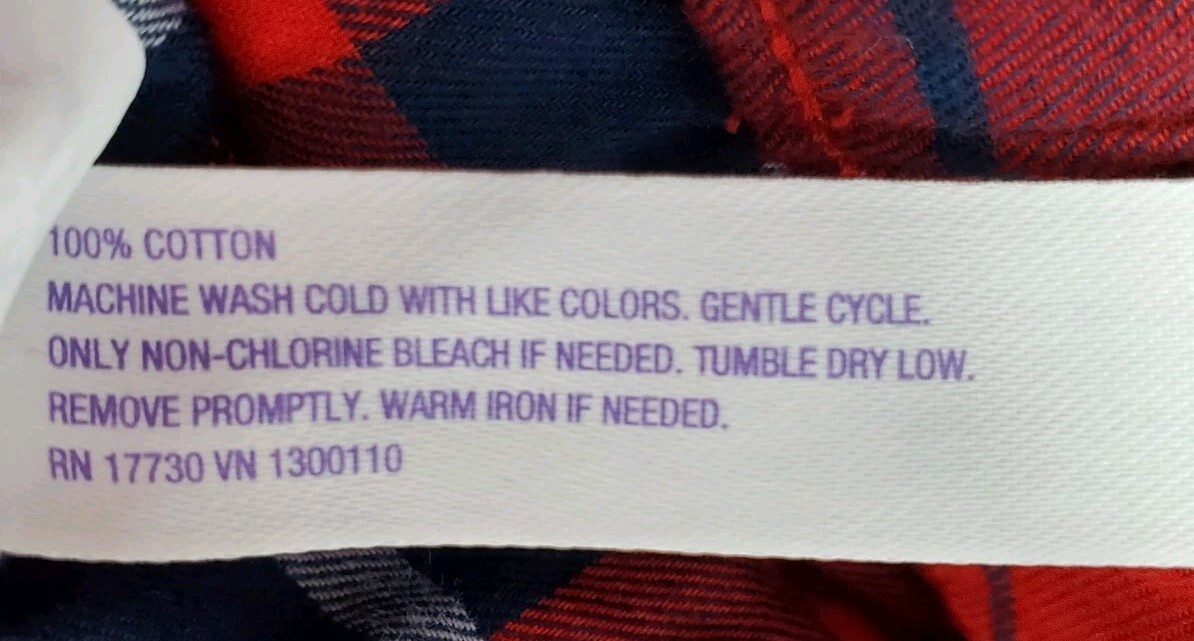 100% COTTON
MACHINE WASH COLD WITH LIKE COLORS. GENTLE CYCLE.
ONLY NON-CHLORINE BLEACH IF NEEDED. TUMBLE DRY LOW.
REMOVE PROMPTLY. WARM IRON IF NEEDED.
RN 17730 VN 1300110